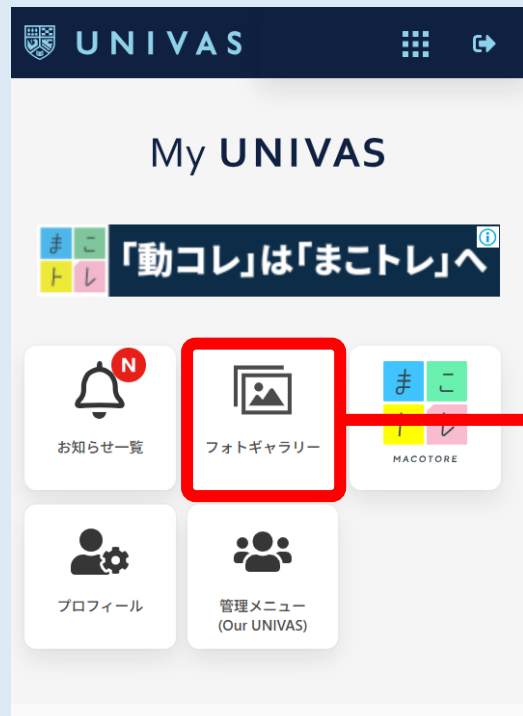 UNIVAS
My UNIVAS
まこ
トレ
「動コレ」は「まこトレ」へ
N
お知らせ一覧
フォトギャラリー
まこ
トレ
MACOTORE
プロフィール
管理メニュー
(Our UNIVAS)